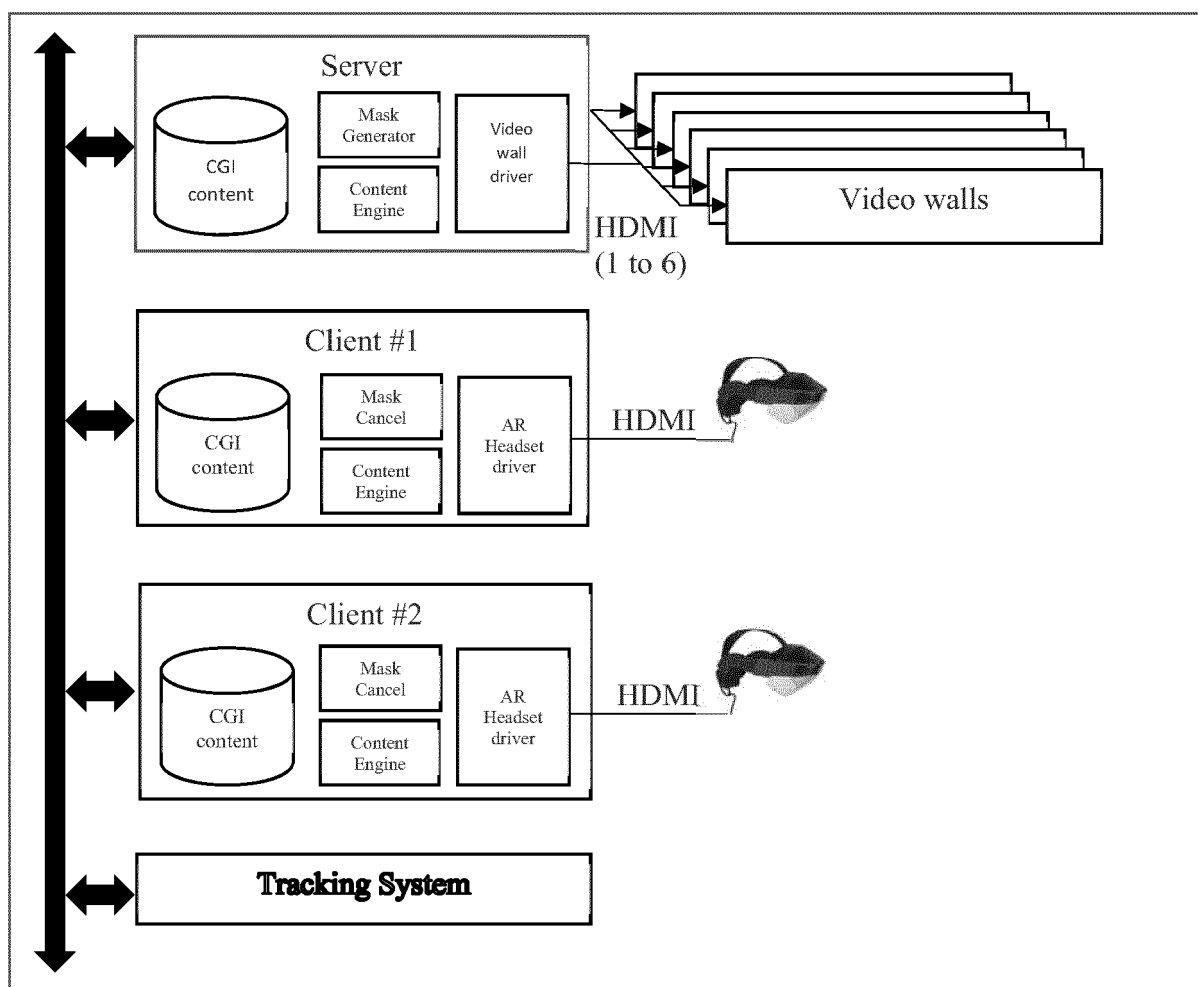 Server
CGI
content
Mask
Generator
Content
Engine
Video
wall
driver
HDMI
(1 to 6)
Video walls
Client #1
CGI
content
Mask
Cancel
Content
Engine
AR
Headset
driver
HDMI
Client #2
CGI
content
Mask
Cancel
Content
Engine
AR
Headset
driver
HDMI
Tracking System